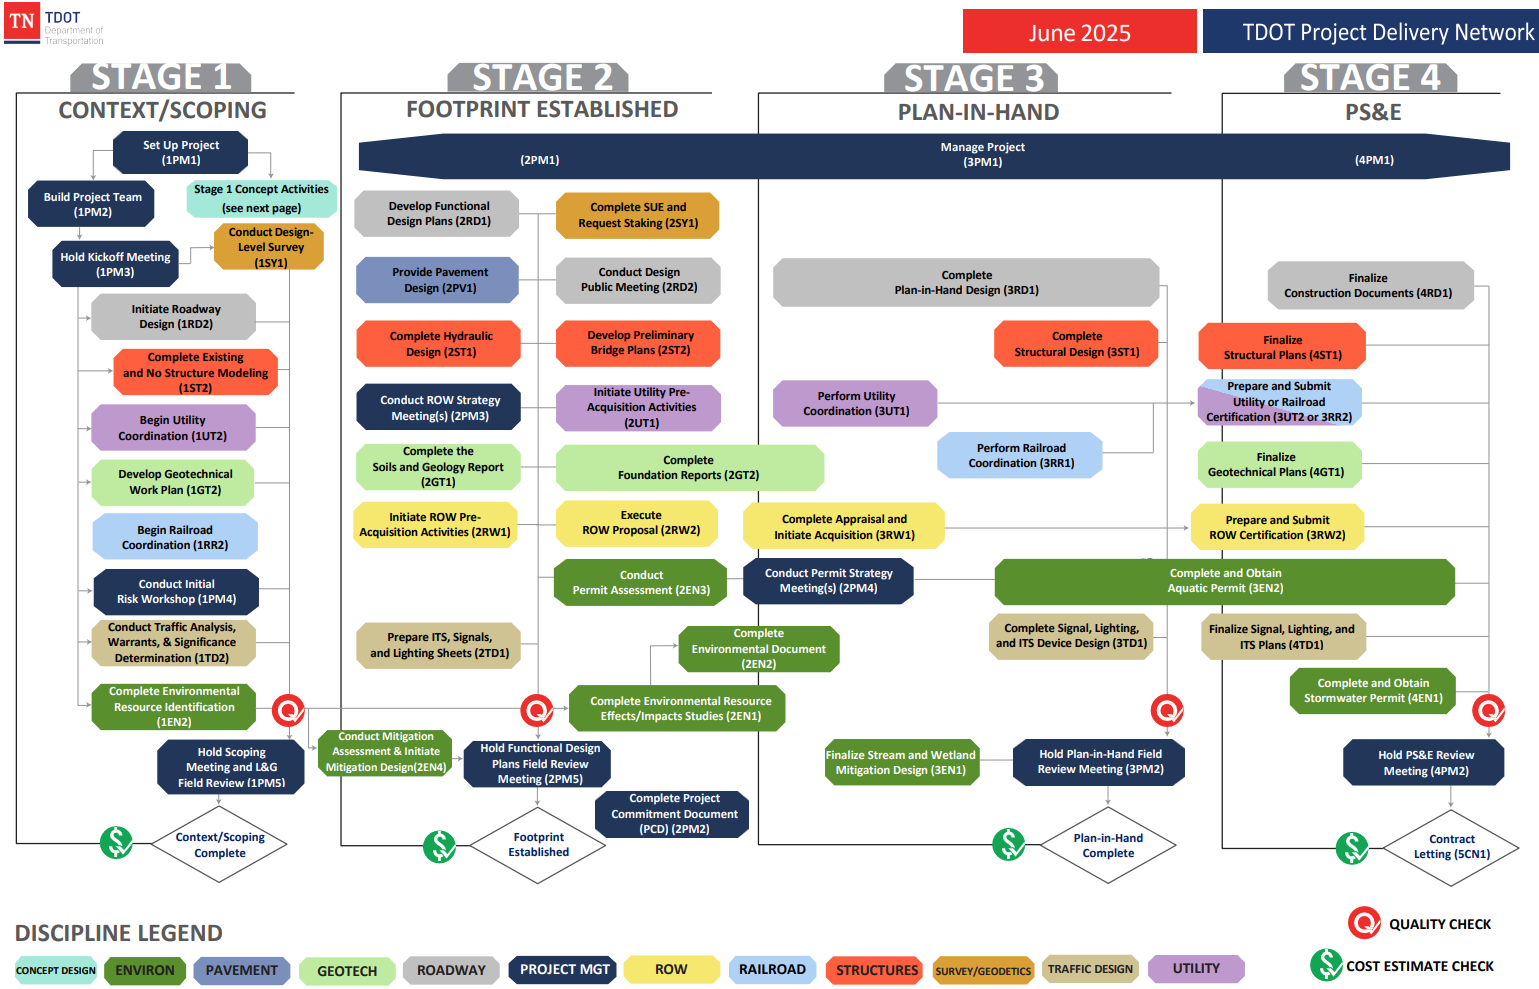 TN
TDOT
Department of
Transportation
June 2025
TDOT Project Delivery Network
STAGE 1
CONTEXT/SCOPING
Set Up Project
(1PM1)
Build Project Team
(1PM2)
Stage 1 Concept Activities
(see next page)
Hold Kickoff Meeting
(1PM3)
Conduct Design-
Level Survey
(1SY1)
Initiate Roadway
Design (1RD2)
Complete Existing
and No Structure Modeling
(1ST2)
Begin Utility
Coordination (1UT2)
Develop Geotechnical
Work Plan (1GT2)
Begin Railroad
Coordination (1RR2)
Conduct Initial
Risk Workshop (1PM4)
Conduct Traffic Analysis,
Warrants, & Significance
Determination (1TD2)
Complete Environmental
Resource Identification
(1EN2)
Hold Scoping
Meeting and L&G
Field Review (1PM5)
Context/Scoping
Complete
STAGE 2
FOOTPRINT ESTABLISHED
(2PM1)
Manage Project
(3PM1)
(4PM1)
Develop Functional
Design Plans (2RD1)
Complete SUE and
Request Staking (2SY1)
Provide Pavement
Design (2PV1)
Conduct Design
Public Meeting (2RD2)
Complete Hydraulic
Design (2ST1)
Develop Preliminary
Bridge Plans (2ST2)
Conduct ROW Strategy
Meeting(s) (2PM3)
Initiate Utility Pre-
Acquisition Activities
(2UT1)
Complete the
Soils and Geology Report
(2GT1)
Complete
Foundation Reports (2GT2)
Initiate ROW Pre-
Acquisition Activities (2RW1)
Execute
ROW Proposal (2RW2)
Conduct
Permit Assessment (2EN3)
Conduct Permit Strategy
Meeting(s) (2PM4)
Prepare ITS, Signals,
and Lighting Sheets (2TD1)
Complete
Environmental Document
(2EN2)
Complete Environmental Resource
Effects/Impacts Studies (2EN1)
Conduct Mitigation
Assessment & Initiate
Mitigation Design(2EN4)
Hold Functional Design
Plans Field Review
Meeting (2PM5)
Complete Project
Commitment Document
(PCD) (2PM2)
Footprint
Established
STAGE 3
PLAN-IN-HAND
Complete
Plan-in-Hand Design (3RD1)
Complete
Structural Design (3ST1)
Perform Utility
Coordination (3UT1)
Perform Railroad
Coordination (3RR1)
Complete Appraisal and
Initiate Acquisition (3RW1)
Complete and Obtain
Aquatic Permit (3EN2)
Complete Signal, Lighting,
and ITS Device Design (3TD1)
Finalize Stream and Wetland
Mitigation Design (3EN1)
Hold Plan-in-Hand Field
Review Meeting (3PM2)
Plan-in-Hand
Complete
STAGE 4
PS&E
Finalize
Construction Documents (4RD1)
Finalize
Structural Plans (4ST1)
Prepare and Submit
Utility or Railroad
Certification (3UT2 or 3RR2)
Finalize
Geotechnical Plans (4GT1)
Prepare and Submit
ROW Certification (3RW2)
Finalize Signal, Lighting, and
ITS Plans (4TD1)
Complete and Obtain
Stormwater Permit (4EN1)
Hold PS&E Review
Meeting (4PM2)
Contract
Letting (5CN1)
DISCIPLINE LEGEND
CONCEPT DESIGN
ENVIRON
PAVEMENT
GEOTECH
ROADWAY
PROJECT MGT
ROW
RAILROAD
STRUCTURES
SURVEY/GEODETICS
TRAFFIC DESIGN
UTILITY
QUALITY CHECK
COST ESTIMATE CHECK